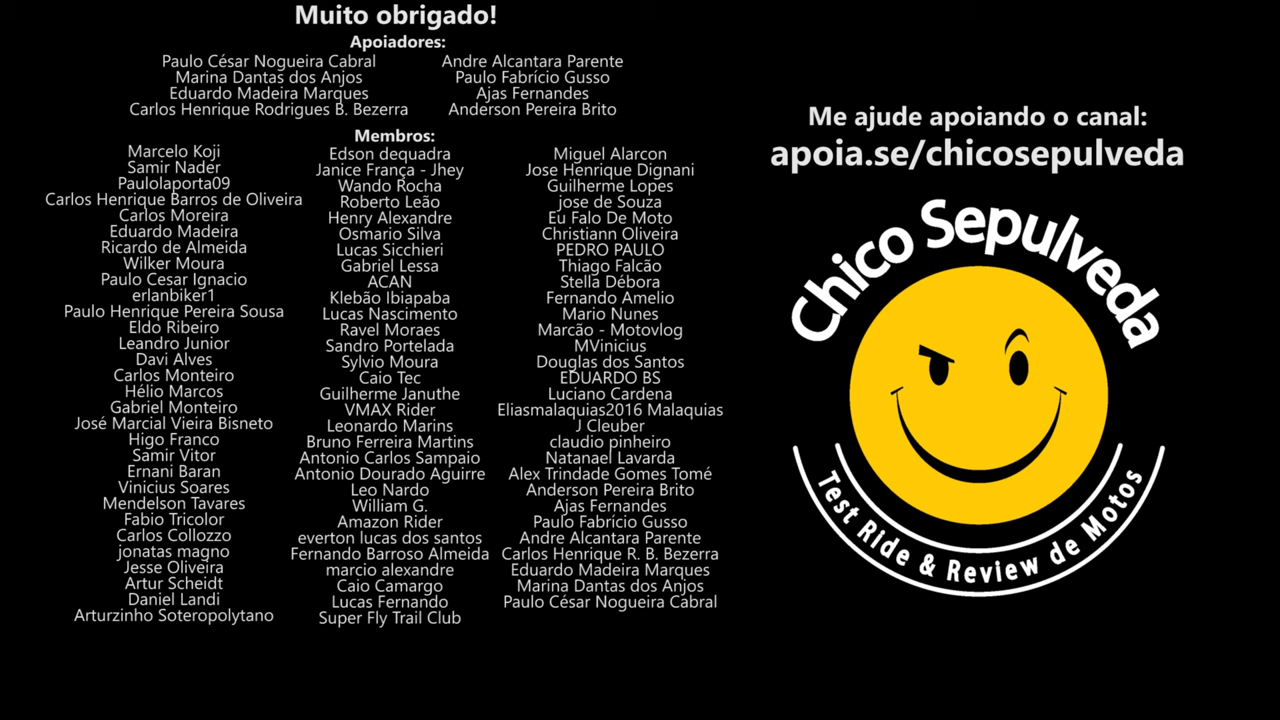 Muito obrigado!
Apoiadores:
Paulo César Nogueira Cabral
Marina Dantas dos Anjos
Eduardo Madeira Marques
Carlos Henrique Rodrigues B. Bezerra
Andre Alcantara Parente
Paulo Fabrício Gusso
Ajas Fernandes
Anderson Pereira Brito
Membros:
Marcelo Koji
Samir Nader
Paulolaporta09
Carlos Henrique Barros de Oliveira
Carlos Moreira
Eduardo Madeira
Ricardo de Almeida
Wilker Moura
Paulo Cesar Ignacio
erlanbiker1
Paulo Henrique Pereira Sousa
Eldo Ribeiro
Leandro Junior
Davi Alves
Carlos Monteiro
Hélio Marcos
Gabriel Monteiro
José Marcial Vieira Bisneto
Higo Franco
Samir Vitor
Ernani Baran
Vinicius Soares
Mendelson Tavares
Fabio Tricolor
Carlos Collozzo
jonatas magno
Jesse Oliveira
Artur Scheidt
Daniel Landi
Arturzinho Soteropolytano
Edson dequadra
Janice França - Jhey
Wando Rocha
Roberto Leão
Henry Alexandre
Osmario Silva
Lucas Sicchieri
Gabriel Lessa
ACAN
Klebão Ibiapaba
Lucas Nascimento
Ravel Moraes
Sandro Portelada
Sylvio Moura
Caio Tec
Guilherme Januthe
VMAX Rider
Leonardo Marins
Bruno Ferreira Martins
Antonio Carlos Sampaio
Antonio Dourado Aguirre
Leo Nardo
William G.
Amazon Rider
everton lucas dos santos
Fernando Barroso Almeida
marcio alexandre
Caio Camargo
Lucas Fernando
Super Fly Trail Club
Miguel Alarcon
Jose Henrique Dignani
Guilherme Lopes
jose de Souza
Eu Falo De Moto
Christiann Oliveira
PEDRO PAULO
Thiago Falcão
Stella Débora
Fernando Amelio
Mario Nunes
Marcão - Motovlog
MVinicius
Douglas dos Santos
EDUARDO BS
Luciano Cardena
Eliasmalaquias2016 Malaquias
J Cleuber
claudio pinheiro
Natanael Lavarda
Alex Trindade Gomes Tomé
Anderson Pereira Brito
Ajas Fernandes
Paulo Fabrício Gusso
Andre Alcantara Parente
Carlos Henrique R. B. Bezerra
Eduardo Madeira Marques
Marina Dantas dos Anjos
Paulo César Nogueira Cabral
Me ajude apoiando o canal:
apoia.se/chicosepulveda
Chico Sepulveda
Test Ride & Review de Motos